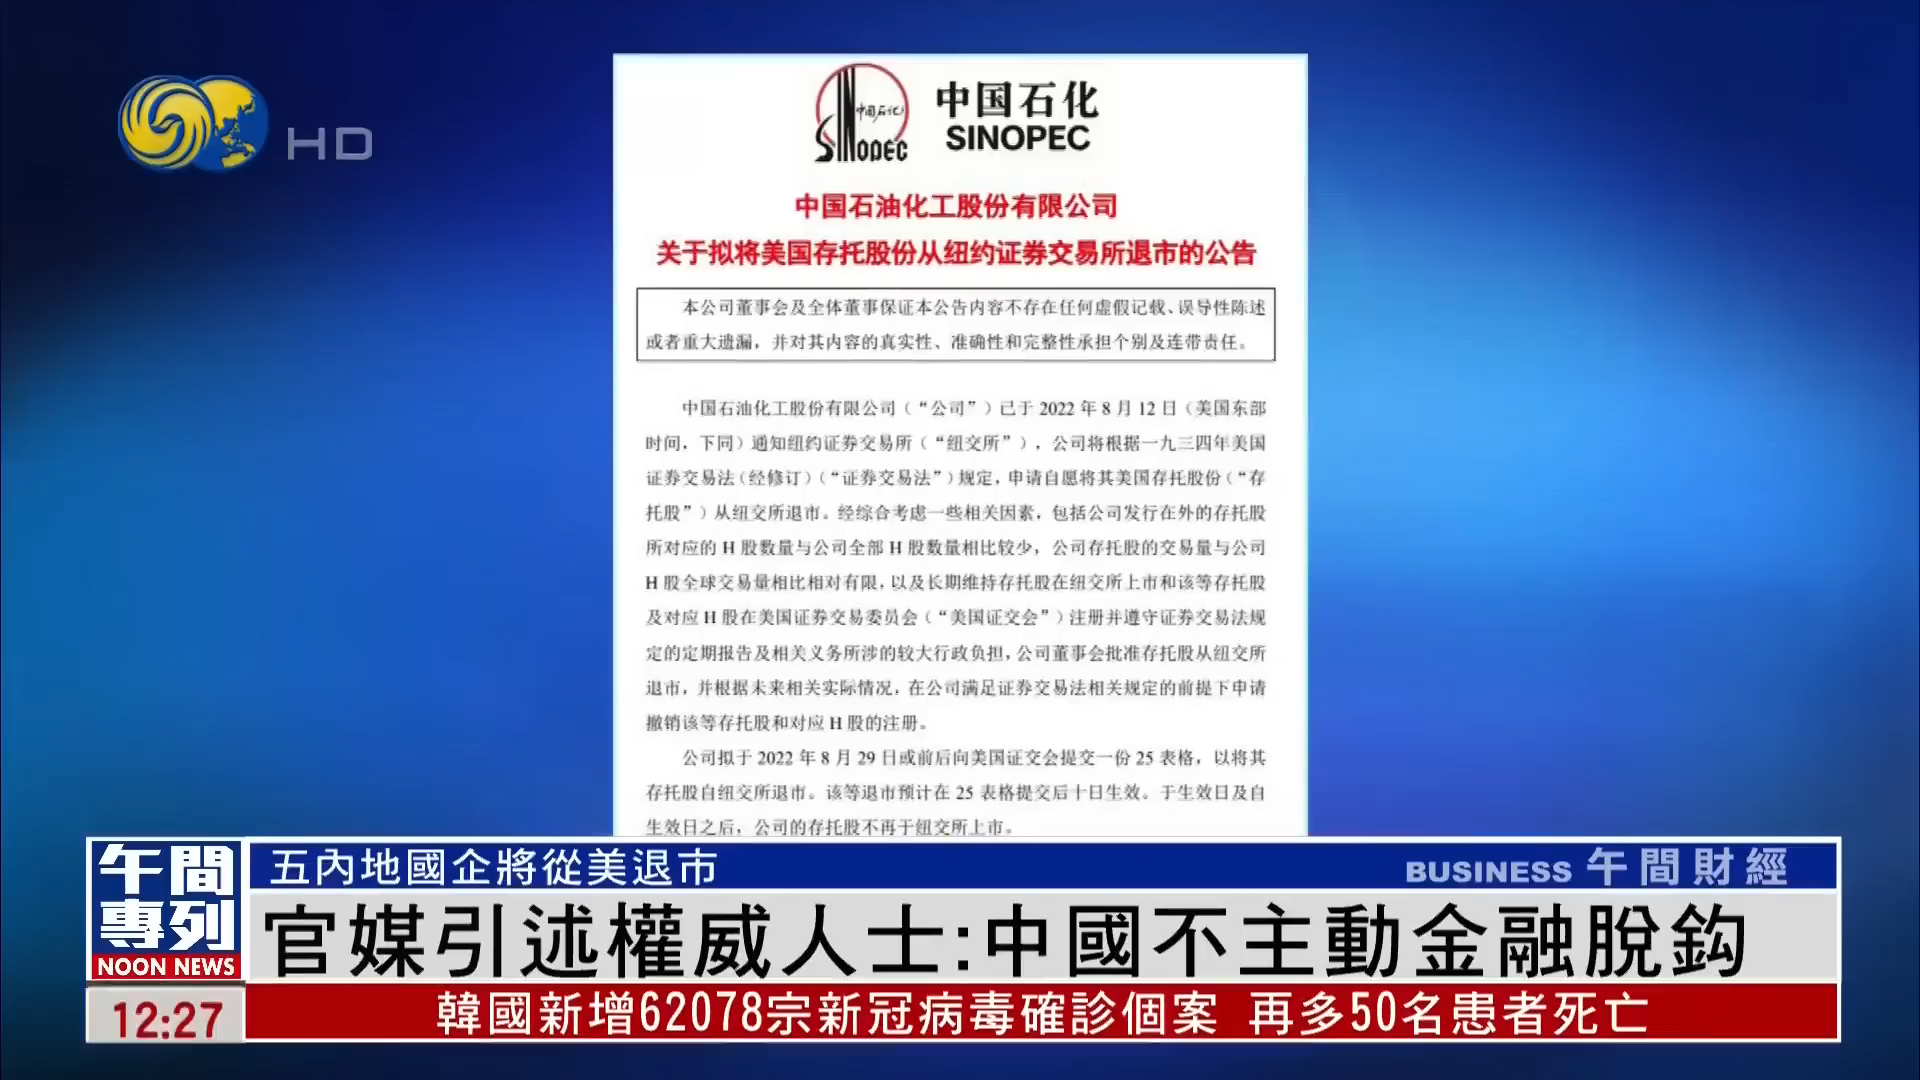 HD
中国石化
SINOPEC
中国石化
SINOPEC
中国石油化工股份有限公司
关于拟将美国存托股份从纽约证券交易所退市的公告
本公司董事会及全体董事保证本公告内容不存在任何虚假记载、误导性陈述
或者重大遗漏，并对其内容的真实性、准确性和完整性承担个别及连带责任。
中国石油化工股份有限公司（“公司”）已于 2022 年 8 月 12 日（美国东部
时间，下同）通知纽约证券交易所（“纽交所”），公司将根据一九三四年美国
证券交易法（经修订）（“证券交易法”）规定，申请自愿将其美国存托股份（“存
托股”）从纽交所退市。经综合考虑一些相关因素，包括公司发行在外的存托股
所对应的 H 股数量与公司全部 H 股数量相比较少，公司存托股的交易量与公司
H 股全球交易量相比相对有限，以及长期维持存托股在纽交所上市和该等存托股
及对应 H 股在美国证券交易委员会（“美国证交会”）注册并遵守证券交易法规
定的定期报告及相关义务所涉的较大行政负担，公司董事会批准存托股从纽交所
退市，并根据未来相关实际情况，在公司满足证券交易法相关规定的前提下申请
撤销该等存托股和对应 H 股的注册。
公司拟于 2022 年 8 月 29 日或前后向美国证交会提交一份 25 表格，以将其
存托股自纽交所退市。该等退市预计在 25 表格提交后十日生效。于生效日及自
生效日之后，公司的存托股不再于纽交所上市。
午間專列
NOON NEWS
五內地國企將從美退市
BUSINESS 午間財經
官媒引述權威人士:中國不主動金融脫鈎
12:27
韓國新增62078宗新冠病毒確診個案 再多50名患者死亡